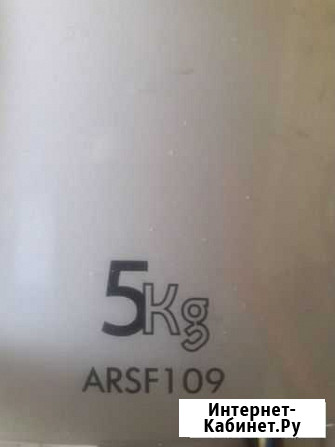 5Kg
ARSF109
Интернет-
Кабинет.Ру